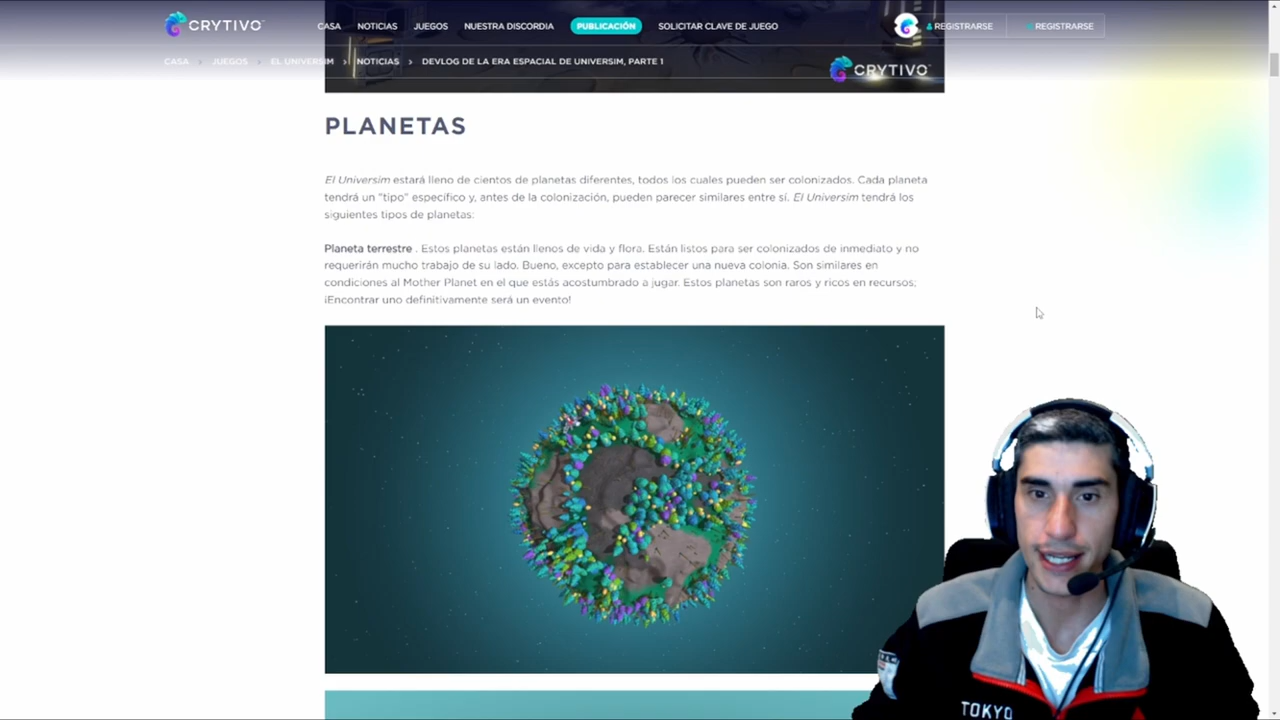 CRYTIVO
CASA NOTICIAS JUEGOS NUESTRA DISCORDIA PUBLICACIÓN SOLICITAR CLAVE DE JUEGO REGISTRARSE REGISTRARSE
CASA > JUEGOS > EL UNIVERSIM > NOTICIAS > DEVLOG DE LA ERA ESPACIAL DE UNIVERSIM, PARTE 1
CRYTIVO
PLANETAS
El Universim estará lleno de cientos de planetas diferentes, todos los cuales pueden ser colonizados. Cada planeta
tendrá un "tipo" específico y, antes de la colonización, pueden parecer similares entre sí. El Universim tendrá los
siguientes tipos de planetas:
Planeta terrestre . Estos planetas están llenos de vida y flora. Están listos para ser colonizados de inmediato y no
requerirán mucho trabajo de su lado. Bueno, excepto para establecer una nueva colonia. Son similares en
condiciones al Mother Planet en el que estás acostumbrado a jugar. Estos planetas son raros y ricos en recursos;
¡Encontrar uno definitivamente será un evento!
TOKYO